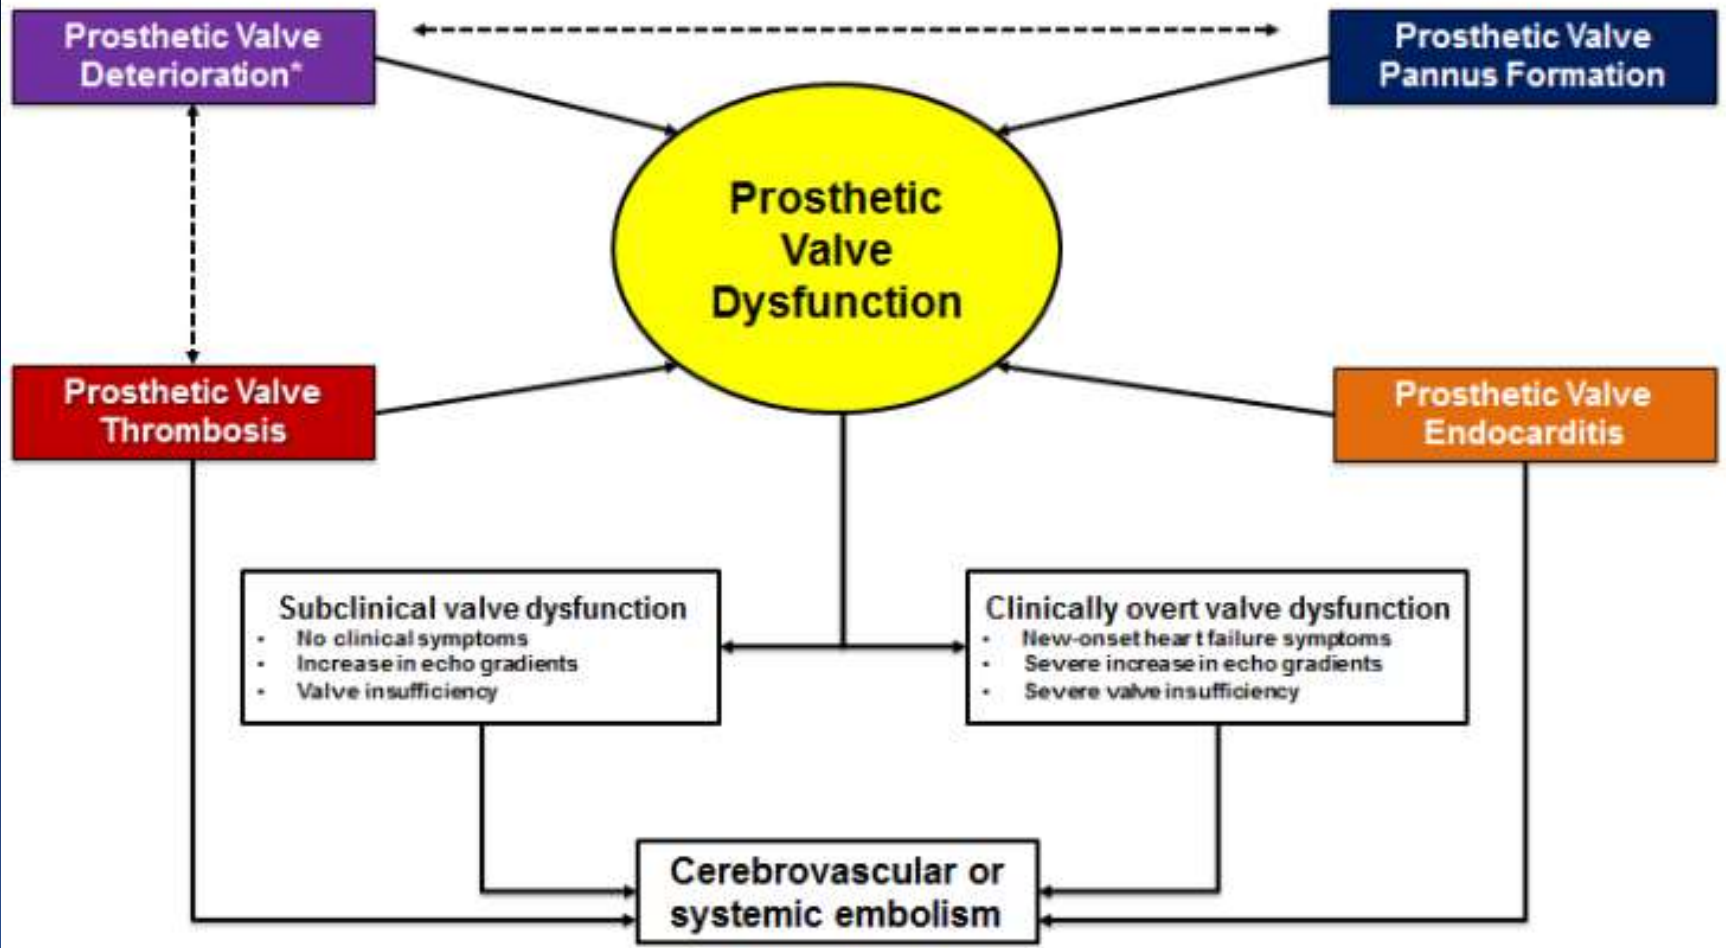 Prosthetic Valve
Deterioration*
Prosthetic Valve
Pannus Formation
Prosthetic
Valve
Dysfunction
Prosthetic Valve
Thrombosis
Prosthetic Valve
Endocarditis
Subclinical valve dysfunction
• No clinical symptoms
• Increase in echo gradients
• Valve insufficiency
Clinically overt valve dysfunction
• New-onset heart failure symptoms
• Severe increase in echo gradients
• Severe valve insufficiency
Cerebrovascular or
systemic embolism